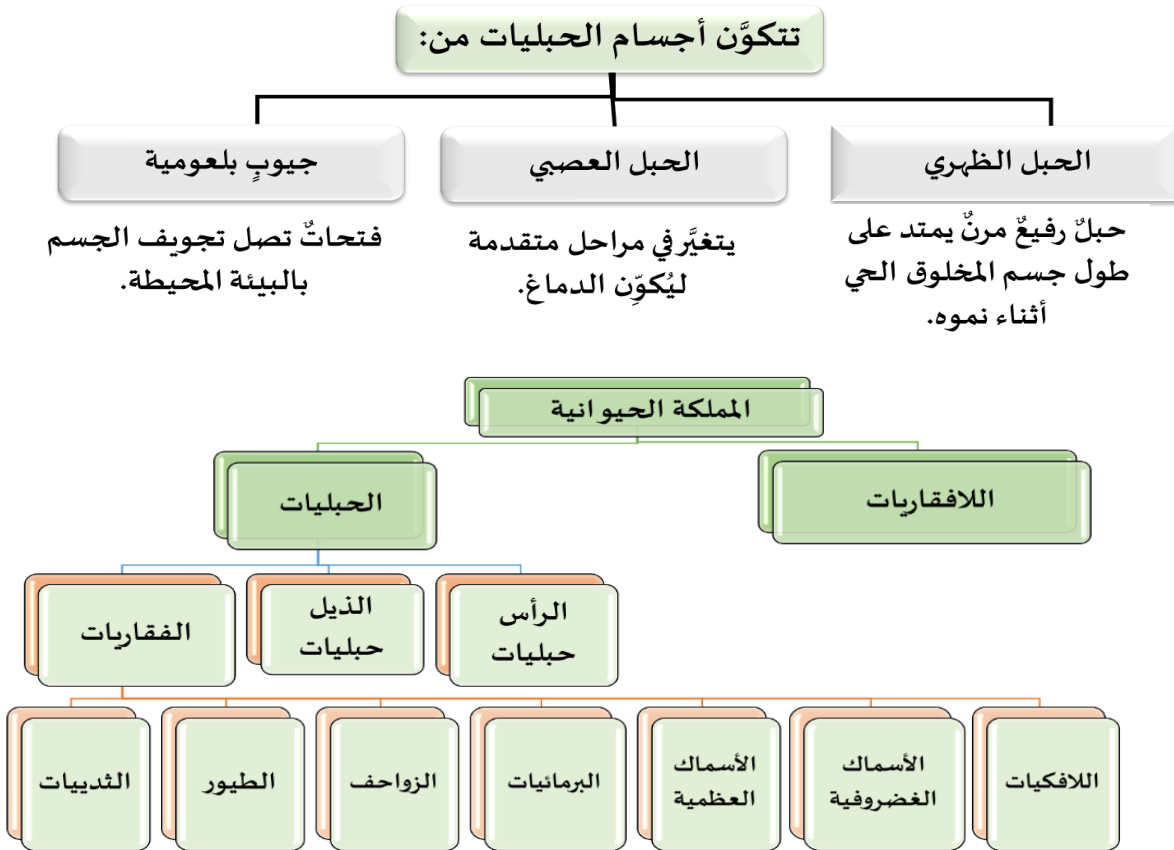 تتكوَّن أجسام الحبليات من:
الحبل الظهري
حبلٌ رفيعٌ مرنٌ يمتد على
طول جسم المخلوق الحي
أثناء نموه.
الحبل العصبي
يتغيَّر في مراحل متقدمة
ليُكوِّن الدماغ.
جيوبٍ بلعومية
فتحاتٌ تصل تجويف الجسم
بالبيئة المحيطة.
المملكة الحيوانية
اللافقاريات
الحبليات
الرأس
حبليات
الذيل
حبليات
الفقاريات
اللافكيات
الأسماك
الغضروفية
الأسماك
العظمية
البرمائيات
الزواحف
الطيور
الثدييات